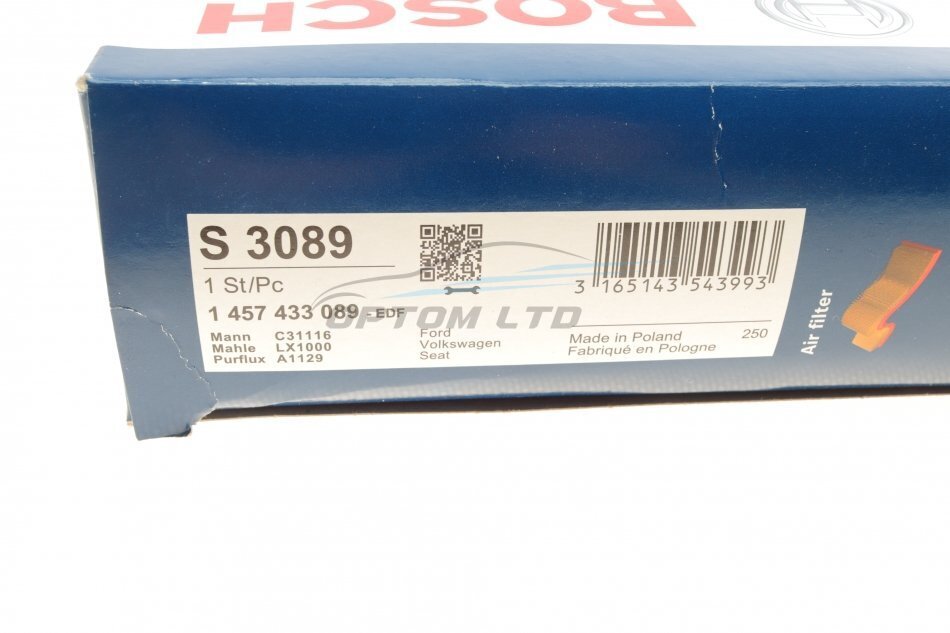 BOSCH
S 3089
1 St/Pc
1 457 433 089 - EDF
Mann C31116
Mahle LX1000
Purflux A1129
Ford
Volkswagen
Seat
3 165143 543993
Made in Poland
Fabriqué en Pologne
250
Air filter
OPTOM LTD